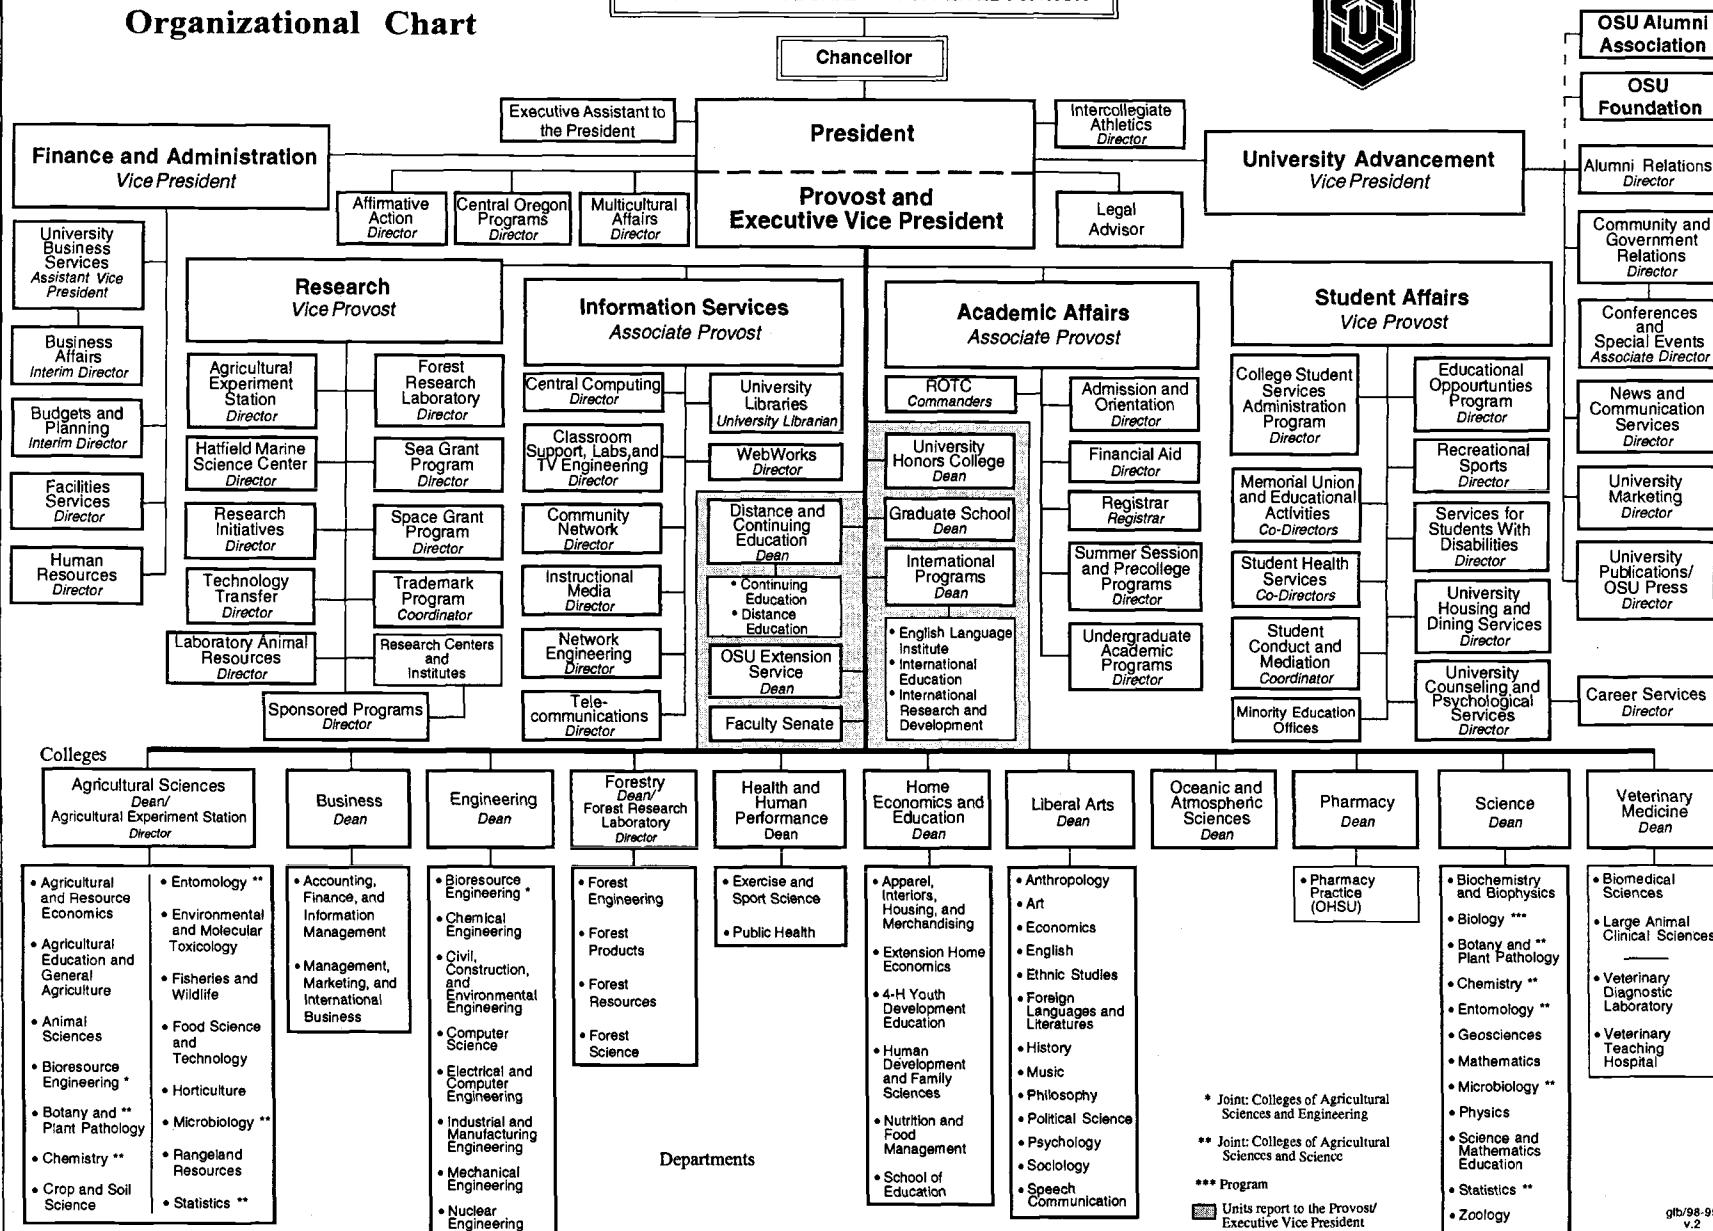 Organizational Chart
Chancellor
OSU Alumni
Association
OSU
Foundation
Executive Assistant to
the President
President
Intercollegiate
Athletics
Director
Finance and Administration
Vice President
University Advancement
Vice President
Alumni Relations
Director
Affirmative
Action
Director
Central Oregon
Programs
Director
Multicultural
Affairs
Director
Provost and
Executive Vice President
Legal
Advisor
University
Business
Services
Assistant Vice
President
Business
Affairs
Interim Director
Budgets and
Planning
Interim Director
Facilities
Services
Director
Human
Resources
Director
Community and
Government
Relations
Director
Conferences
and
Special Events
Associate Director
News and
Communication
Services
Director
University
Marketing
Director
University
Publications/
OSU Press
Director
Research
Vice Provost
Agricultural
Experiment
Station
Director
Hatfield Marine
Science Center
Director
Research
Initiatives
Director
Technology
Transfer
Director
Laboratory Animal
Resources
Director
Forest
Research
Laboratory
Director
Sea Grant
Program
Director
Space Grant
Program
Director
Trademark
Program
Coordinator
Research Centers
and
Institutes
Sponsored Programs
Director
Information Services
Associate Provost
Central Computing
Director
Classroom
Support, Labs,and
TV Engineering
Director
Community
Network
Director
Instructional
Media
Director
Network
Engineering
Director
Tele-
communications
Director
University
Libraries
University Librarian
WebWorks
Director
Distance and
Continuing
Education
Dean
• Continuing
Education
• Distance
Education
OSU Extension
Service
Dean
Faculty Senate
Academic Affairs
Associate Provost
ROTC
Commanders
University
Honors College
Dean
Graduate School
Dean
International
Programs
Dean
• English Language
Institute
• International
Education
• International
Research and
Development
Admission and
Orientation
Director
Financial Aid
Director
Registrar
Registrar
Summer Session
and Precollege
Programs
Director
Undergraduate
Academic
Programs
Director
Student Affairs
Vice Provost
College Student
Services
Administration
Program
Director
Memorial Union
and Educational
Activities
Co-Directors
Student Health
Services
Co-Directors
Student
Conduct and
Mediation
Coordinator
Minority Education
Offices
Educational
Oppourtunties
Program
Director
Recreational
Sports
Director
Services for
Students With
Disabilities
Director
University
Housing and
Dining Services
Director
University
Counseling and
Psychological
Services
Director
Career Services
Director
Colleges
Agricultural Sciences
Dean/
Agricultural Experiment Station
Director
Business
Dean
Engineering
Dean
Forestry
Dean/
Forest Research
Laboratory
Director
Health and
Human
Performance
Dean
Home
Economics and
Education
Dean
Liberal Arts
Dean
Oceanic and
Atmospheric
Sciences
Dean
Pharmacy
Dean
Science
Dean
Veterinary
Medicine
Dean
• Agricultural
and Resource
Economics
• Agricultural
Education and
General
Agriculture
• Animal
Sciences
• Bioresource
Engineering *
• Botany and **
Plant Pathology
• Chemistry **
• Crop and Soil
Science
• Entomology **
• Environmental
and Molecular
Toxicology
• Fisheries and
Wildlife
• Food Science
and
Technology
• Horticulture
• Microbiology **
• Rangeland
Resources
• Statistics **
• Accounting,
Finance, and
Information
Management
• Management,
Marketing, and
International
Business
• Bioresource
Engineering *
• Chemical
Engineering
• Civil,
Construction,
and
Environmental
Engineering
• Computer
Science
• Electrical and
Computer
Engineering
• Industrial and
Manufacturing
Engineering
• Mechanical
Engineering
• Nuclear
Engineering
• Forest
Engineering
• Forest
Products
• Forest
Resources
• Forest
Science
• Exercise and
Sport Science
• Public Health
• Apparel,
Interiors,
Housing, and
Merchandising
• Extension Home
Economics
• 4-H Youth
Development
Education
• Human
Development
and Family
Sciences
• Nutrition and
Food
Management
• School of
Education
• Anthropology
• Art
• Economics
• English
• Ethnic Studies
• Foreign
Languages and
Literatures
• History
• Music
• Philosophy
• Political Science
• Psychology
• Sociology
• Speech
Communication
• Pharmacy
Practice
(OHSU)
• Biochemistry
and Biophysics
• Biology ***
• Botany and **
Plant Pathology
• Chemistry **
• Entomology **
• Geosciences
• Mathematics
• Microbiology **
• Physics
• Science and
Mathematics
Education
• Statistics **
• Zoology
• Biomedical
Sciences
• Large Animal
Clinical Sciences
• Veterinary
Diagnostic
Laboratory
• Veterinary
Teaching
Hospital
Departments
* Joint: Colleges of Agricultural
Sciences and Engineering
** Joint: Colleges of Agricultural
Sciences and Science
*** Program
Units report to the Provost/
Executive Vice President
v.2